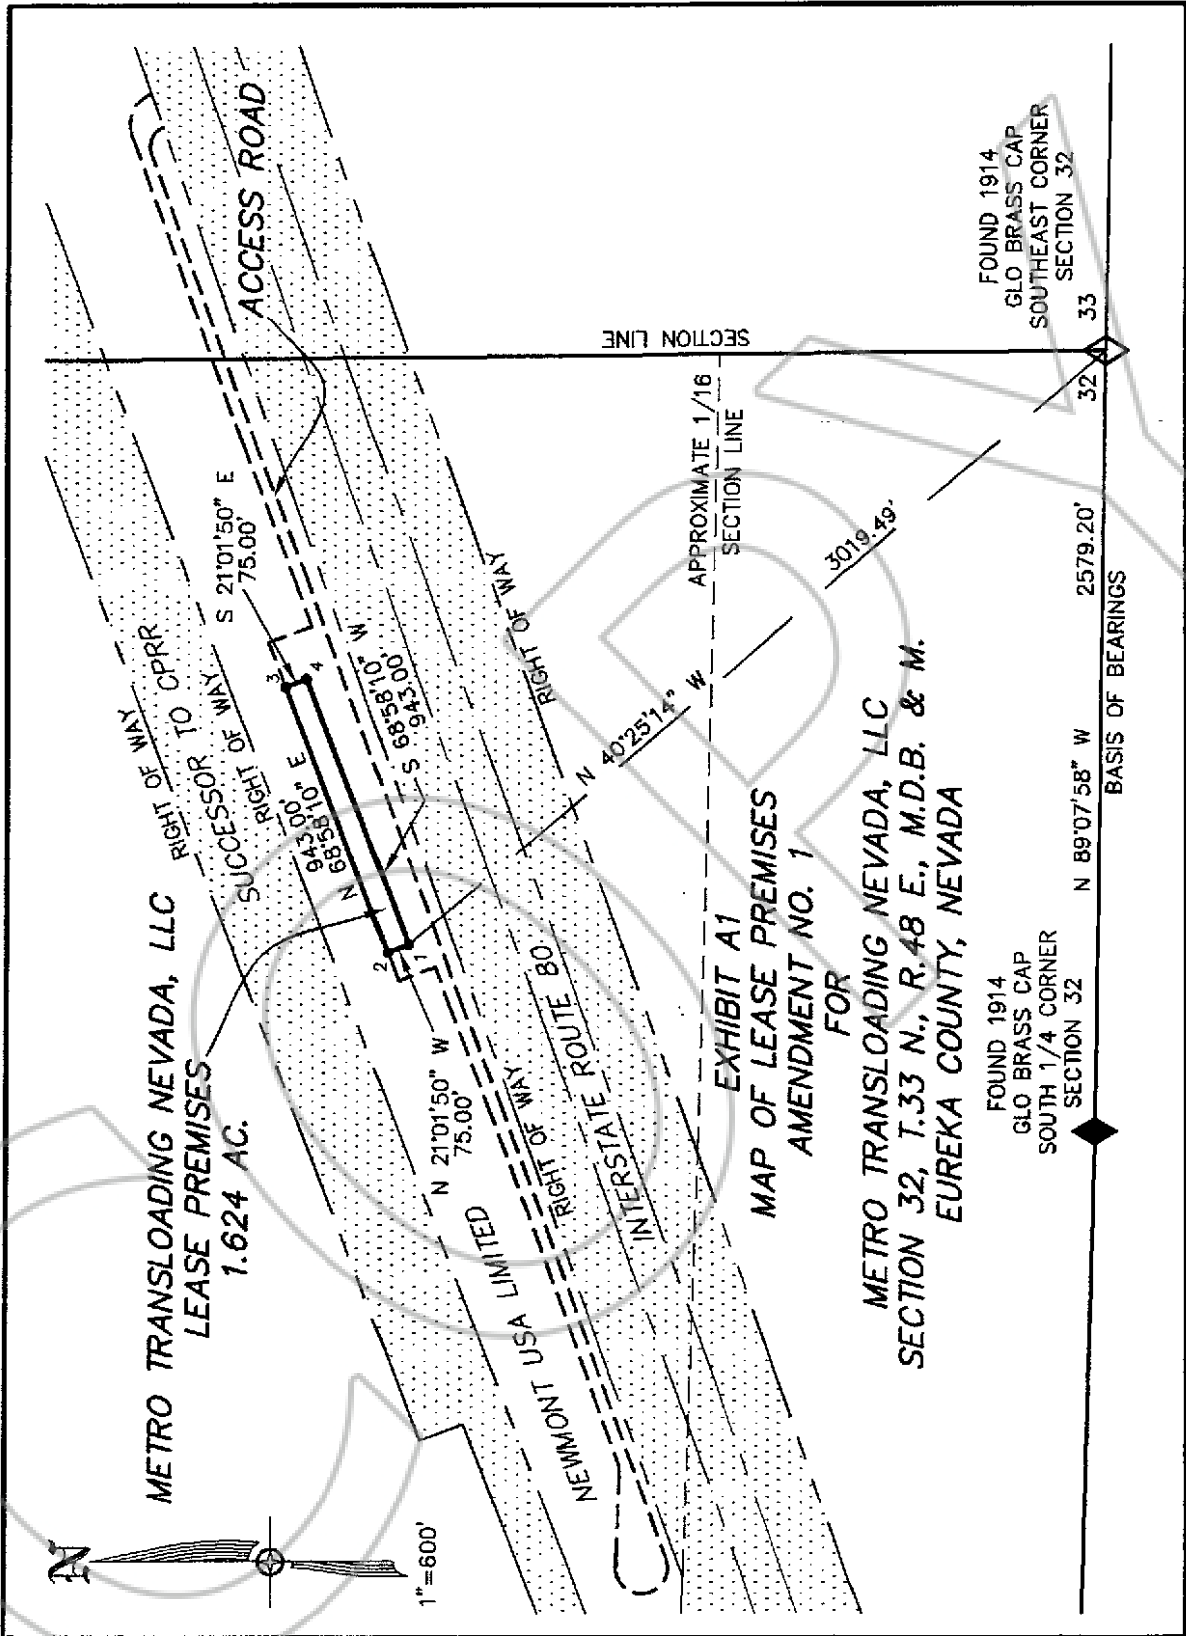 METRO TRANSLOADING NEVADA, LLC
LEASE PREMISES
1.624 AC.
N
1"=600'
RIGHT OF WAY
SUCCESSOR TO CPRR
RIGHT OF WAY
S 21°01'50" E
75.00'
ACCESS ROAD
943.00'
N 68°58'10" E
S 68°58'10" W
943.00'
1
2
3
4
N 21°01'50" W
75.00'
NEWMONT USA LIMITED
RIGHT OF WAY
INTERSTATE ROUTE 80
RIGHT OF WAY
SECTION LINE
APPROXIMATE 1/16
SECTION LINE
N 40°25'14" W
3019.49'
EXHIBIT A1
MAP OF LEASE PREMISES
AMENDMENT NO. 1
FOR
METRO TRANSLOADING NEVADA, LLC
SECTION 32, T.33 N., R.48 E., M.D.B. & M.
EUREKA COUNTY, NEVADA
FOUND 1914
GLO BRASS CAP
SOUTH 1/4 CORNER
SECTION 32
FOUND 1914
GLO BRASS CAP
SOUTHEAST CORNER
SECTION 32
32
33
N 89°07'58" W
2579.20'
BASIS OF BEARINGS
COPY